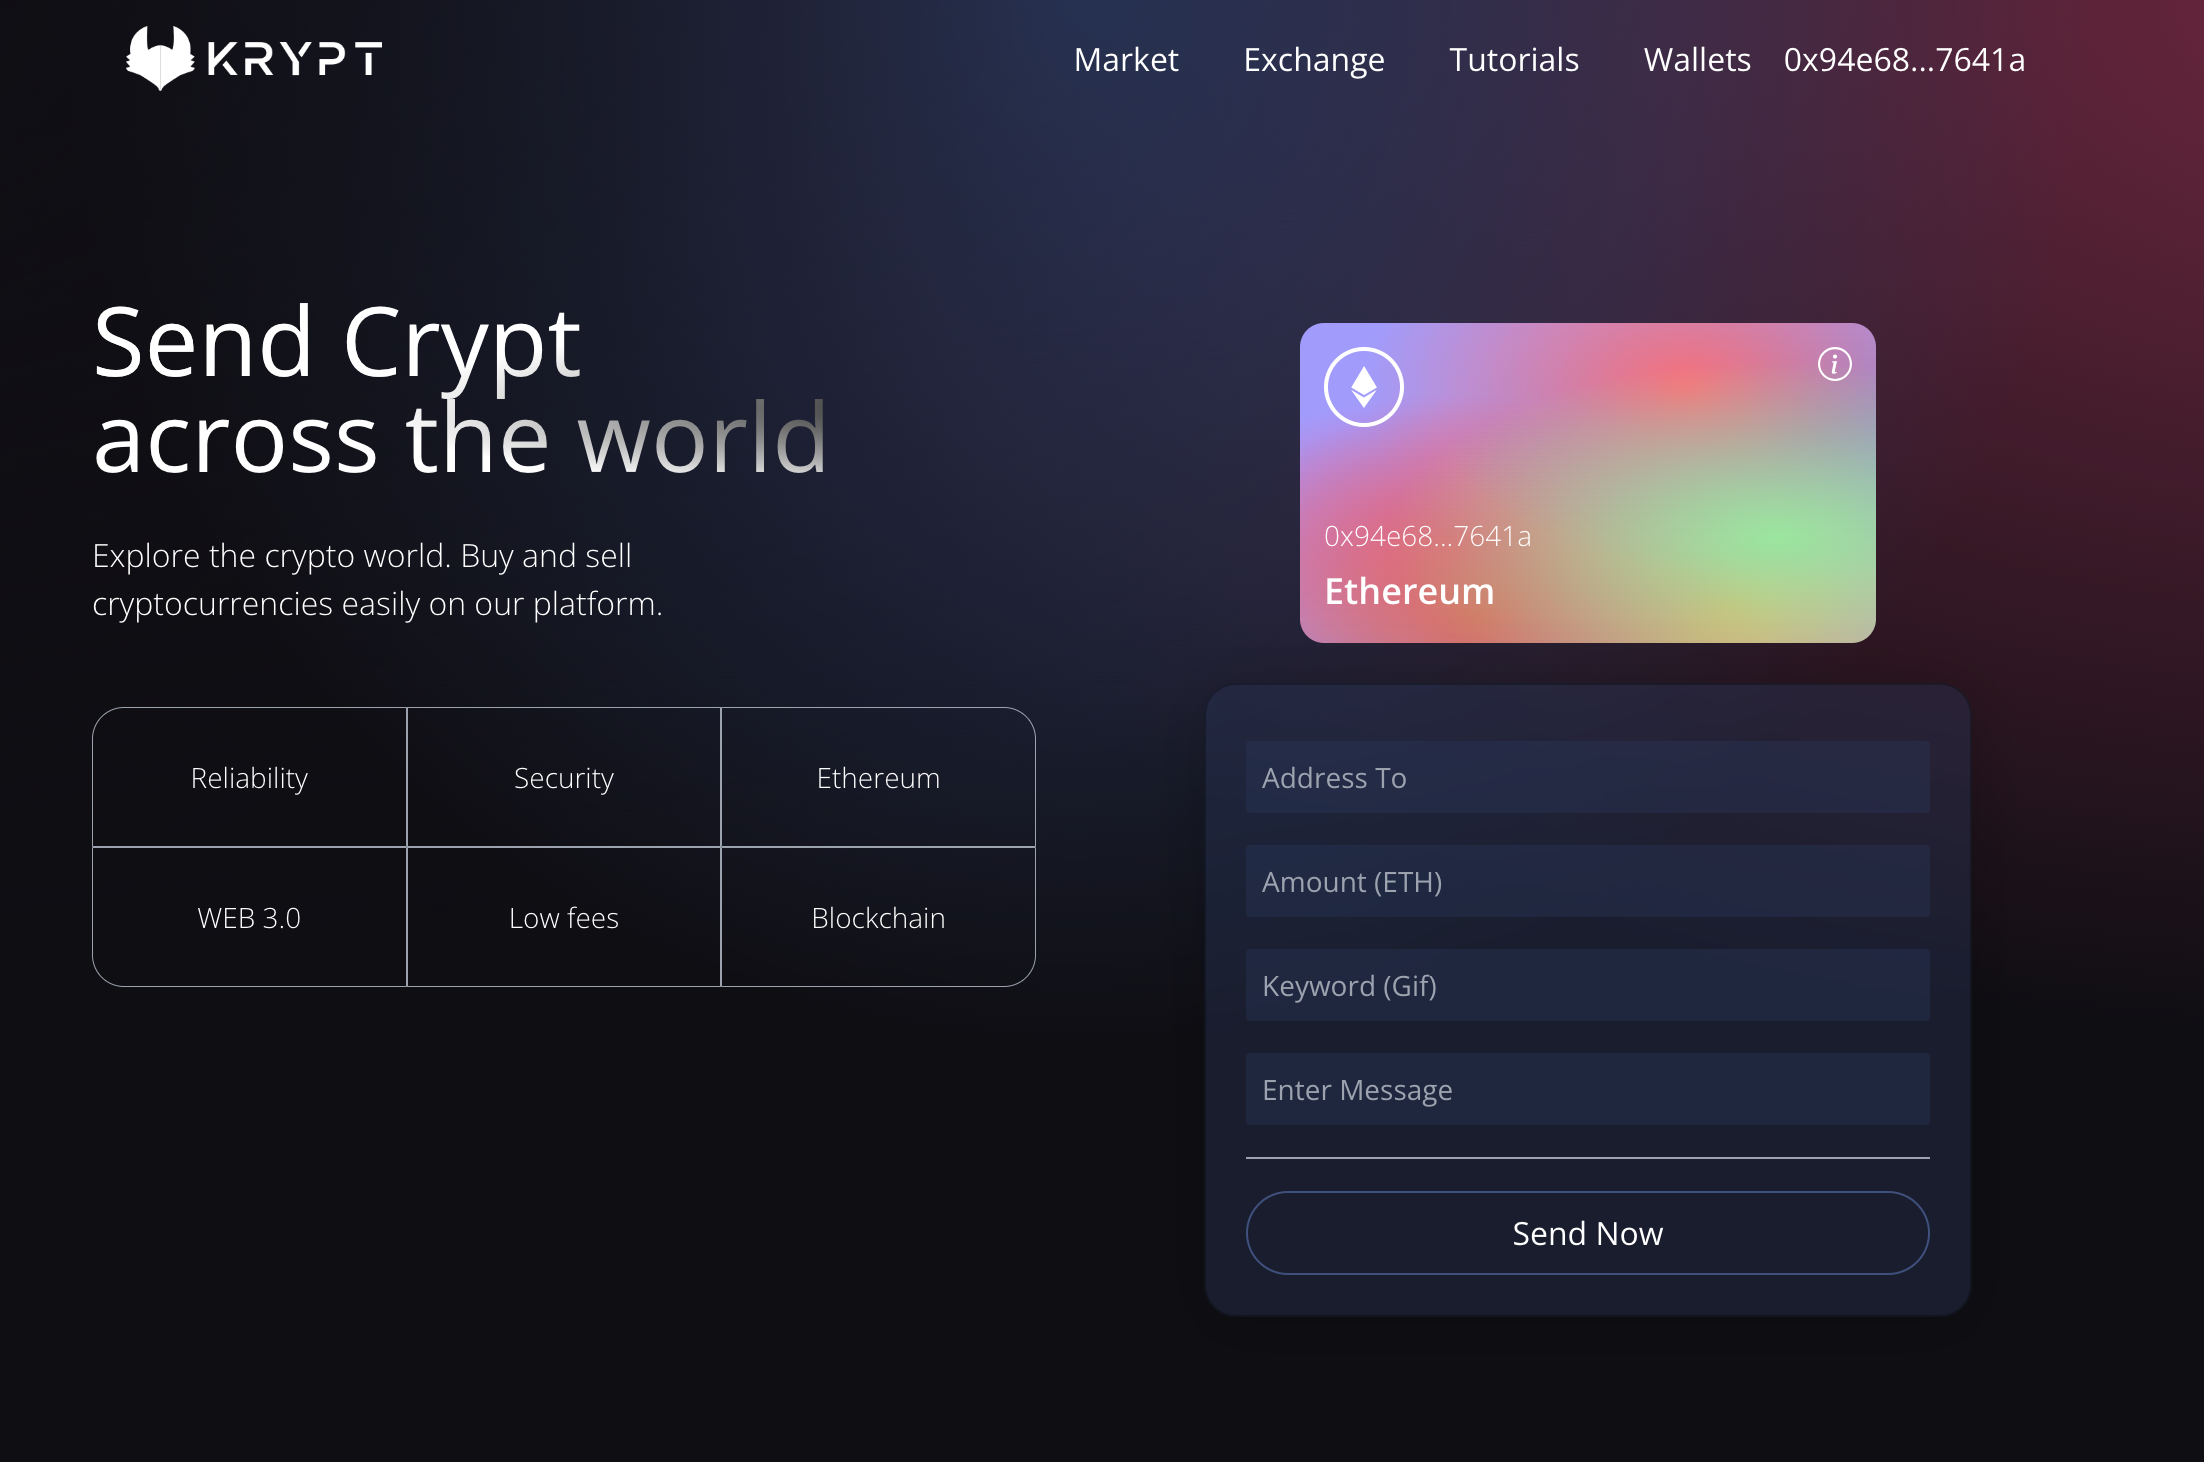 KRYPT
Market Exchange Tutorials Wallets 0x94e68...7641a
Send Crypt
across the world
Explore the crypto world. Buy and sell
cryptocurrencies easily on our platform.
Reliability Security Ethereum
WEB 3.0 Low fees Blockchain
i
0x94e68...7641a
Ethereum
Address To
Amount (ETH)
Keyword (Gif)
Enter Message
Send Now